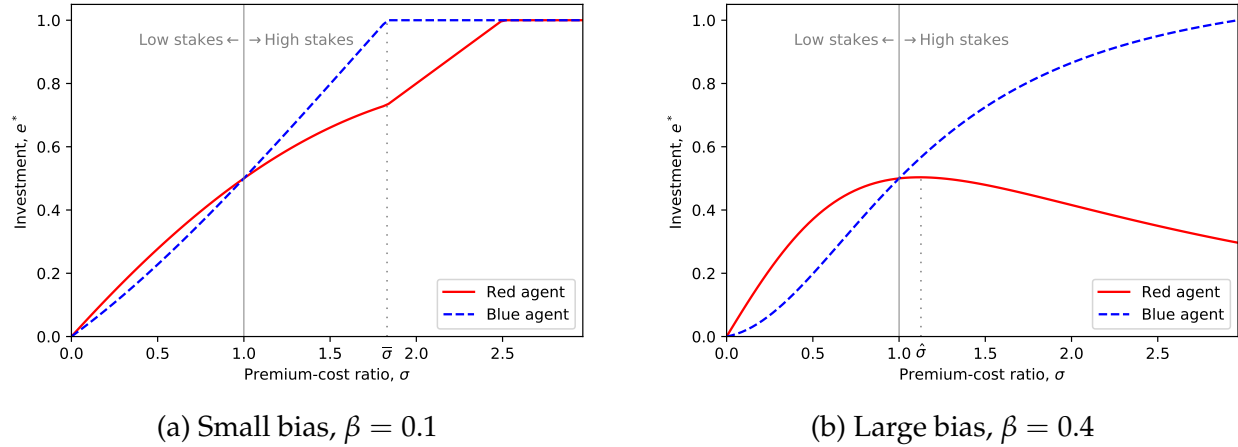 1.0
0.8
0.6
0.4
0.2
0.0
Investment, e*
Low stakes ← → High stakes
Red agent
Blue agent
0.0 0.5 1.0 1.5 σ̅ 2.0 2.5
Premium-cost ratio, σ
(a) Small bias, β = 0.1
1.0
0.8
0.6
0.4
0.2
0.0
Investment, e*
Low stakes ← → High stakes
Red agent
Blue agent
0.0 0.5 1.0 σ̂ 1.5 2.0 2.5
Premium-cost ratio, σ
(b) Large bias, β = 0.4